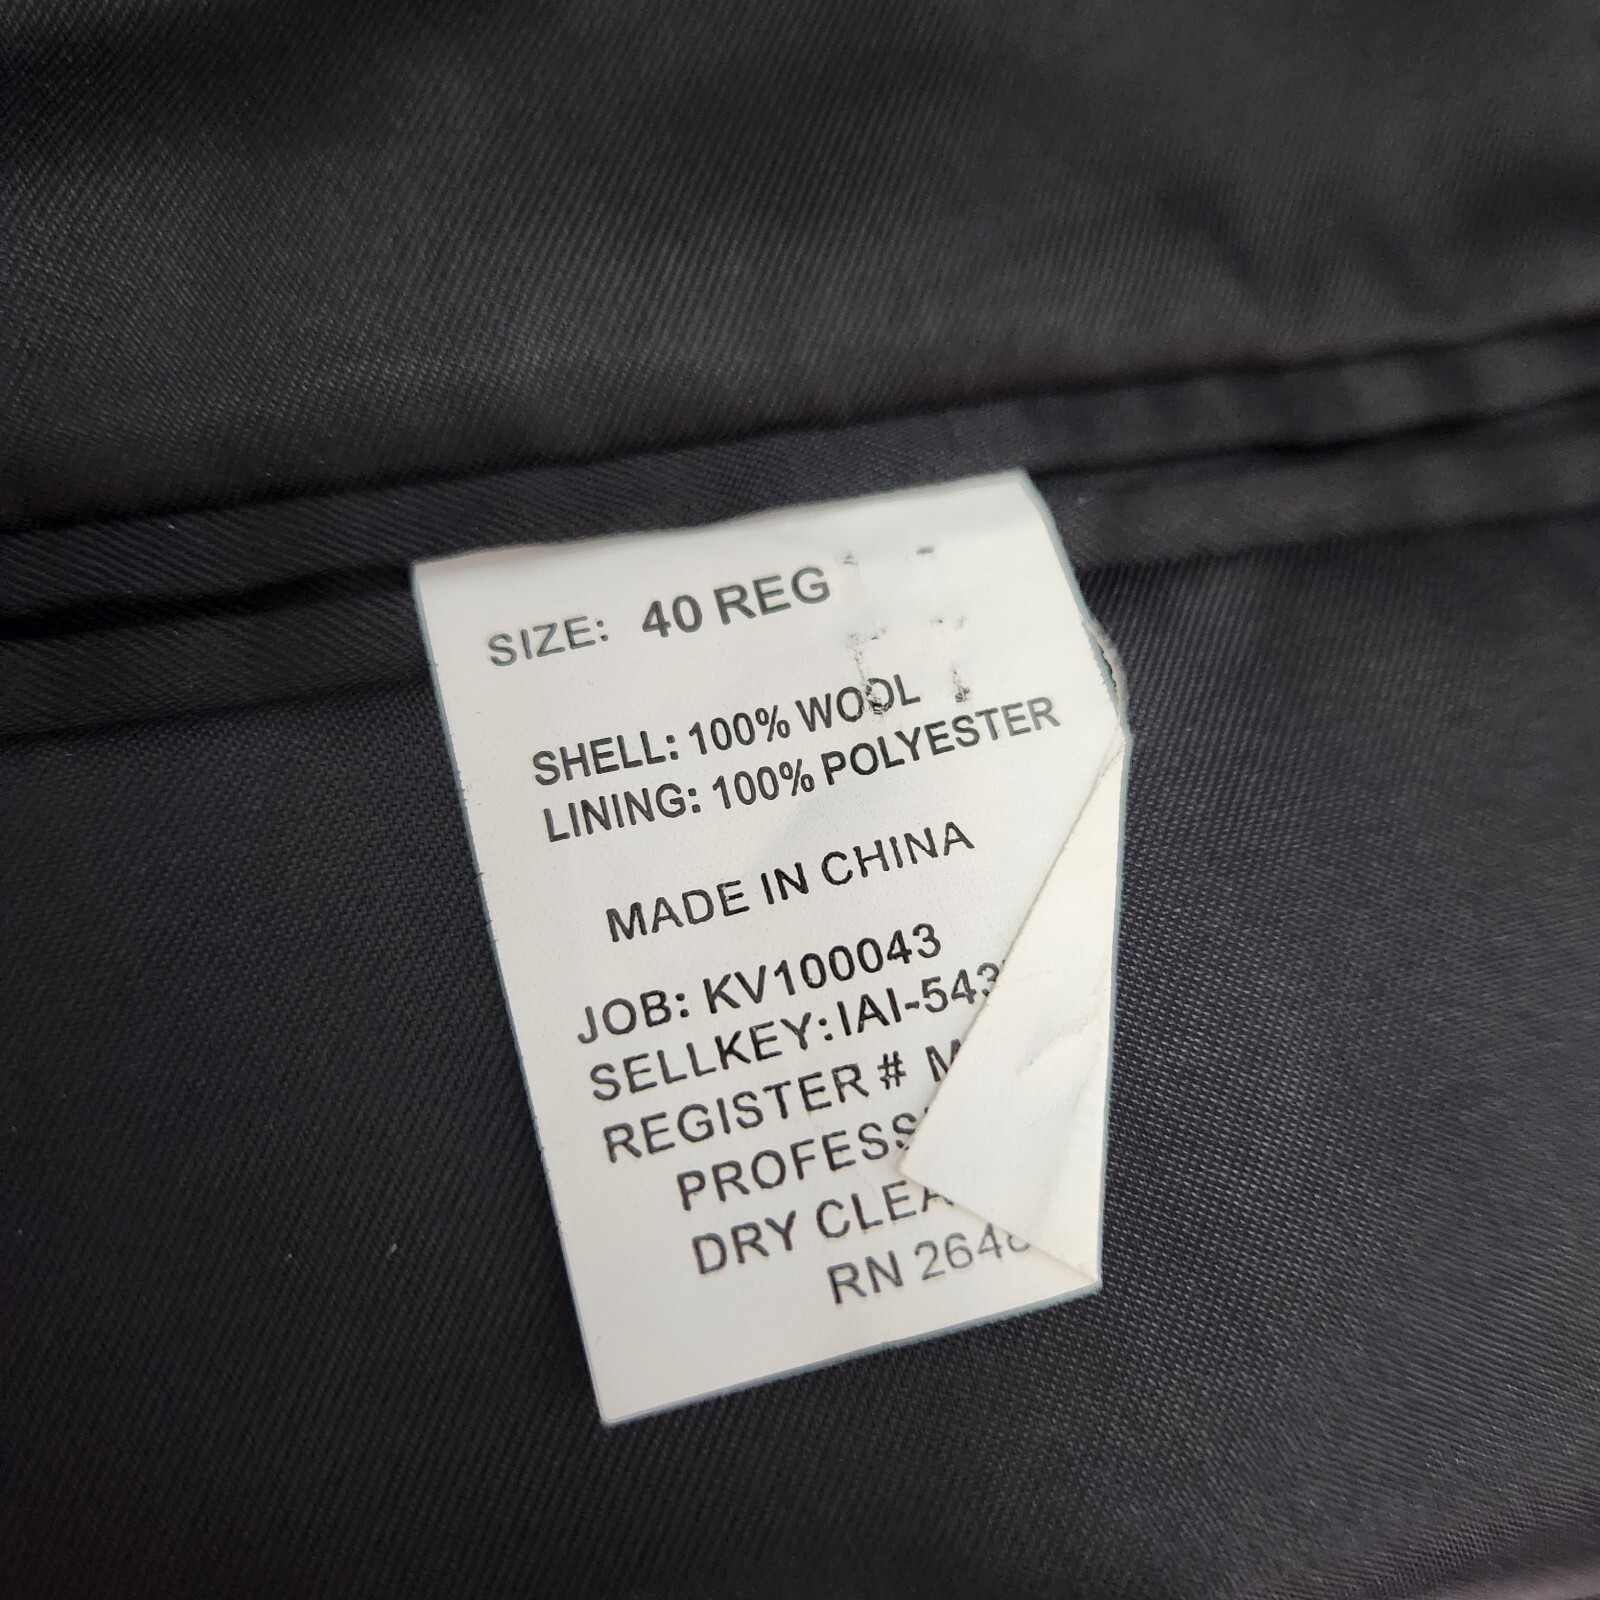 SIZE: 40 REG
SHELL: 100% WOOL
LINING: 100% POLYESTER
MADE IN CHINA
JOB: KV100043
SELLKEY: IAI-543
REGISTER # M
PROFESS
DRY CLEA
RN 264